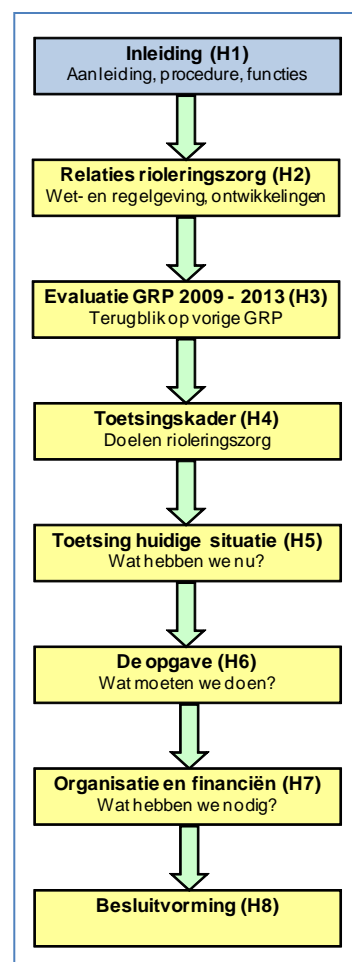 Inleiding (H1)
Aanleiding, procedure, functies
Relaties rioleringszorg (H2)
Wet- en regelgeving, ontwikkelingen
Evaluatie GRP 2009 - 2013 (H3)
Terugblik op vorige GRP
Toetsingskader (H4)
Doelen rioleringszorg
Toetsing huidige situatie (H5)
Wat hebben we nu?
De opgave (H6)
Wat moeten we doen?
Organisatie en financiën (H7)
Wat hebben we nodig?
Besluitvorming (H8)